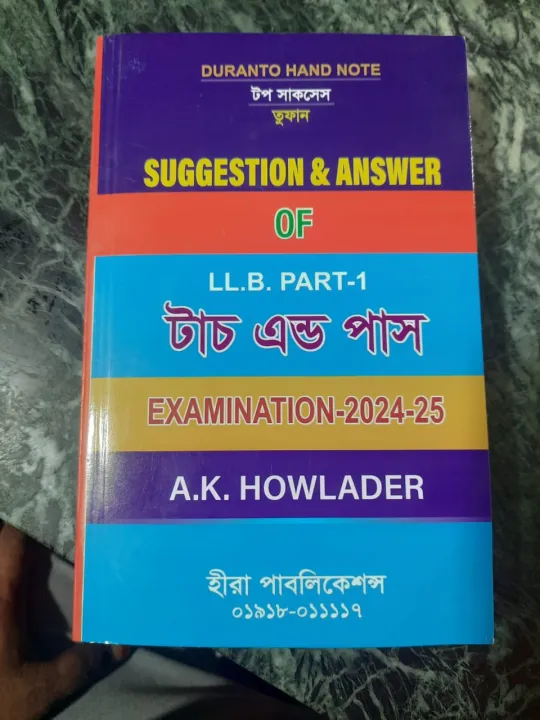 DURANTO HAND NOTE
টপ সাকসেস
তুফান
SUGGESTION & ANSWER
OF
LL.B. PART-1
টাচ এন্ড পাস
EXAMINATION-2024-25
A.K. HOWLADER
হীরা পাবলিকেশন্স
০১৯১৮-০১১১১৭